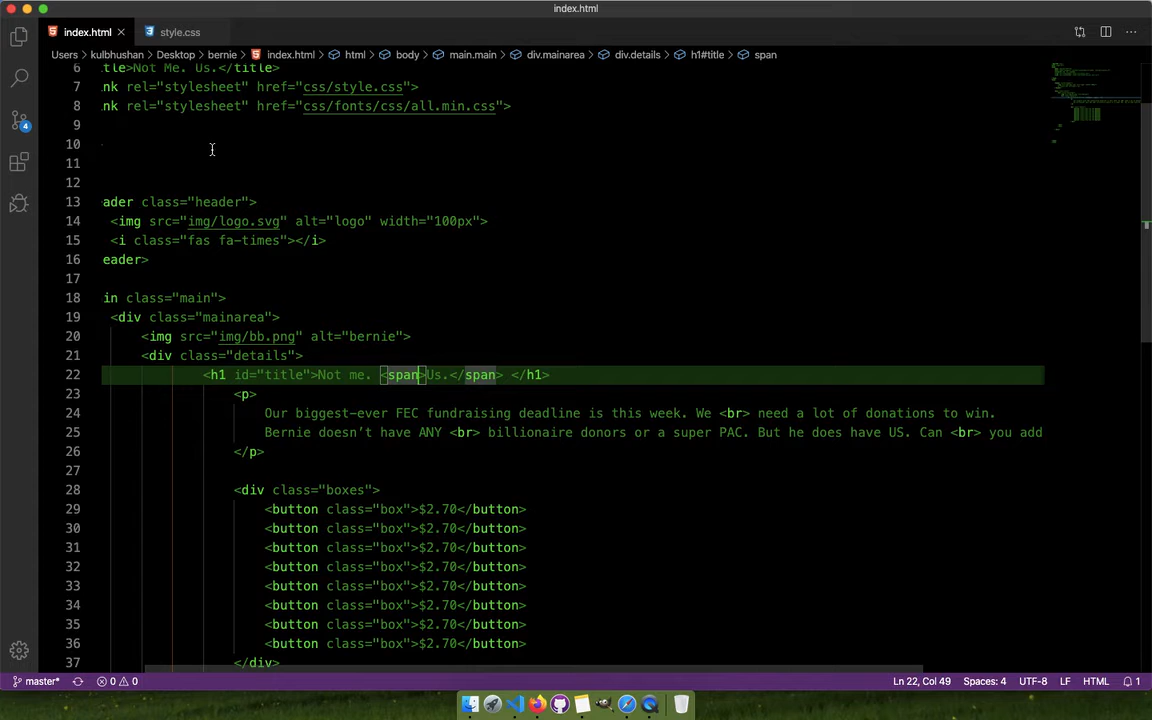 index.html
index.html
style.css
Users > kulbhushan > Desktop > bernie > index.html > html > body > main.main > div.mainarea > div.details > h1#title > span
6 tle>Not Me. Us.</title>
7 nk rel="stylesheet" href="css/style.css">
8 nk rel="stylesheet" href="css/fonts/css/all.min.css">
9
10
11
12
13 ader class="header">
14 <img src="img/logo.svg" alt="logo" width="100px">
15 <i class="fas fa-times"></i>
16 eader>
17
18 in class="main">
19 <div class="mainarea">
20 <img src="img/bb.png" alt="bernie">
21 <div class="details">
22 <h1 id="title">Not me. <span>Us.</span> </h1>
23 <p>
24 Our biggest-ever FEC fundraising deadline is this week. We <br> need a lot of donations to win.
25 Bernie doesn’t have ANY <br> billionaire donors or a super PAC. But he does have US. Can <br> you add
26 </p>
27
28 <div class="boxes">
29 <button class="box">$2.70</button>
30 <button class="box">$2.70</button>
31 <button class="box">$2.70</button>
32 <button class="box">$2.70</button>
33 <button class="box">$2.70</button>
34 <button class="box">$2.70</button>
35 <button class="box">$2.70</button>
36 <button class="box">$2.70</button>
37 </div>
4
master* 0 0 Ln 22, Col 49 Spaces: 4 UTF-8 LF HTML 1